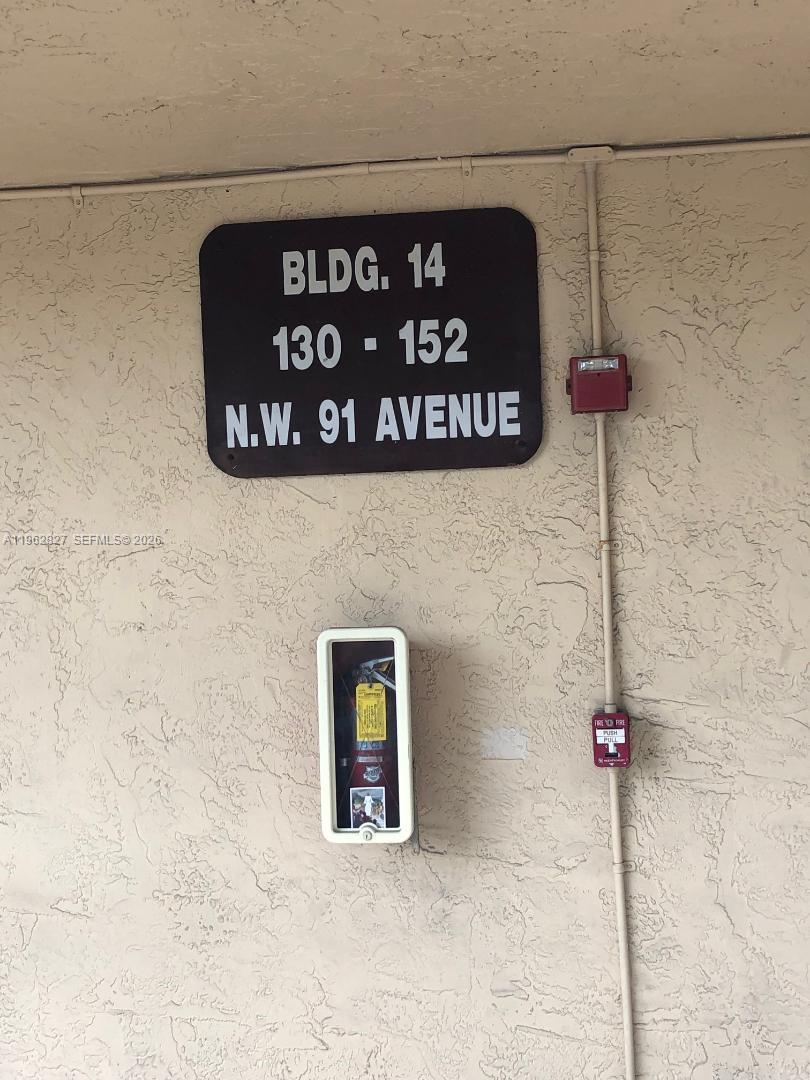 BLDG. 14
130 - 152
N.W. 91 AVENUE
A11962827 SEFMLS© 2026
FIRE FIRE
PUSH
PULL